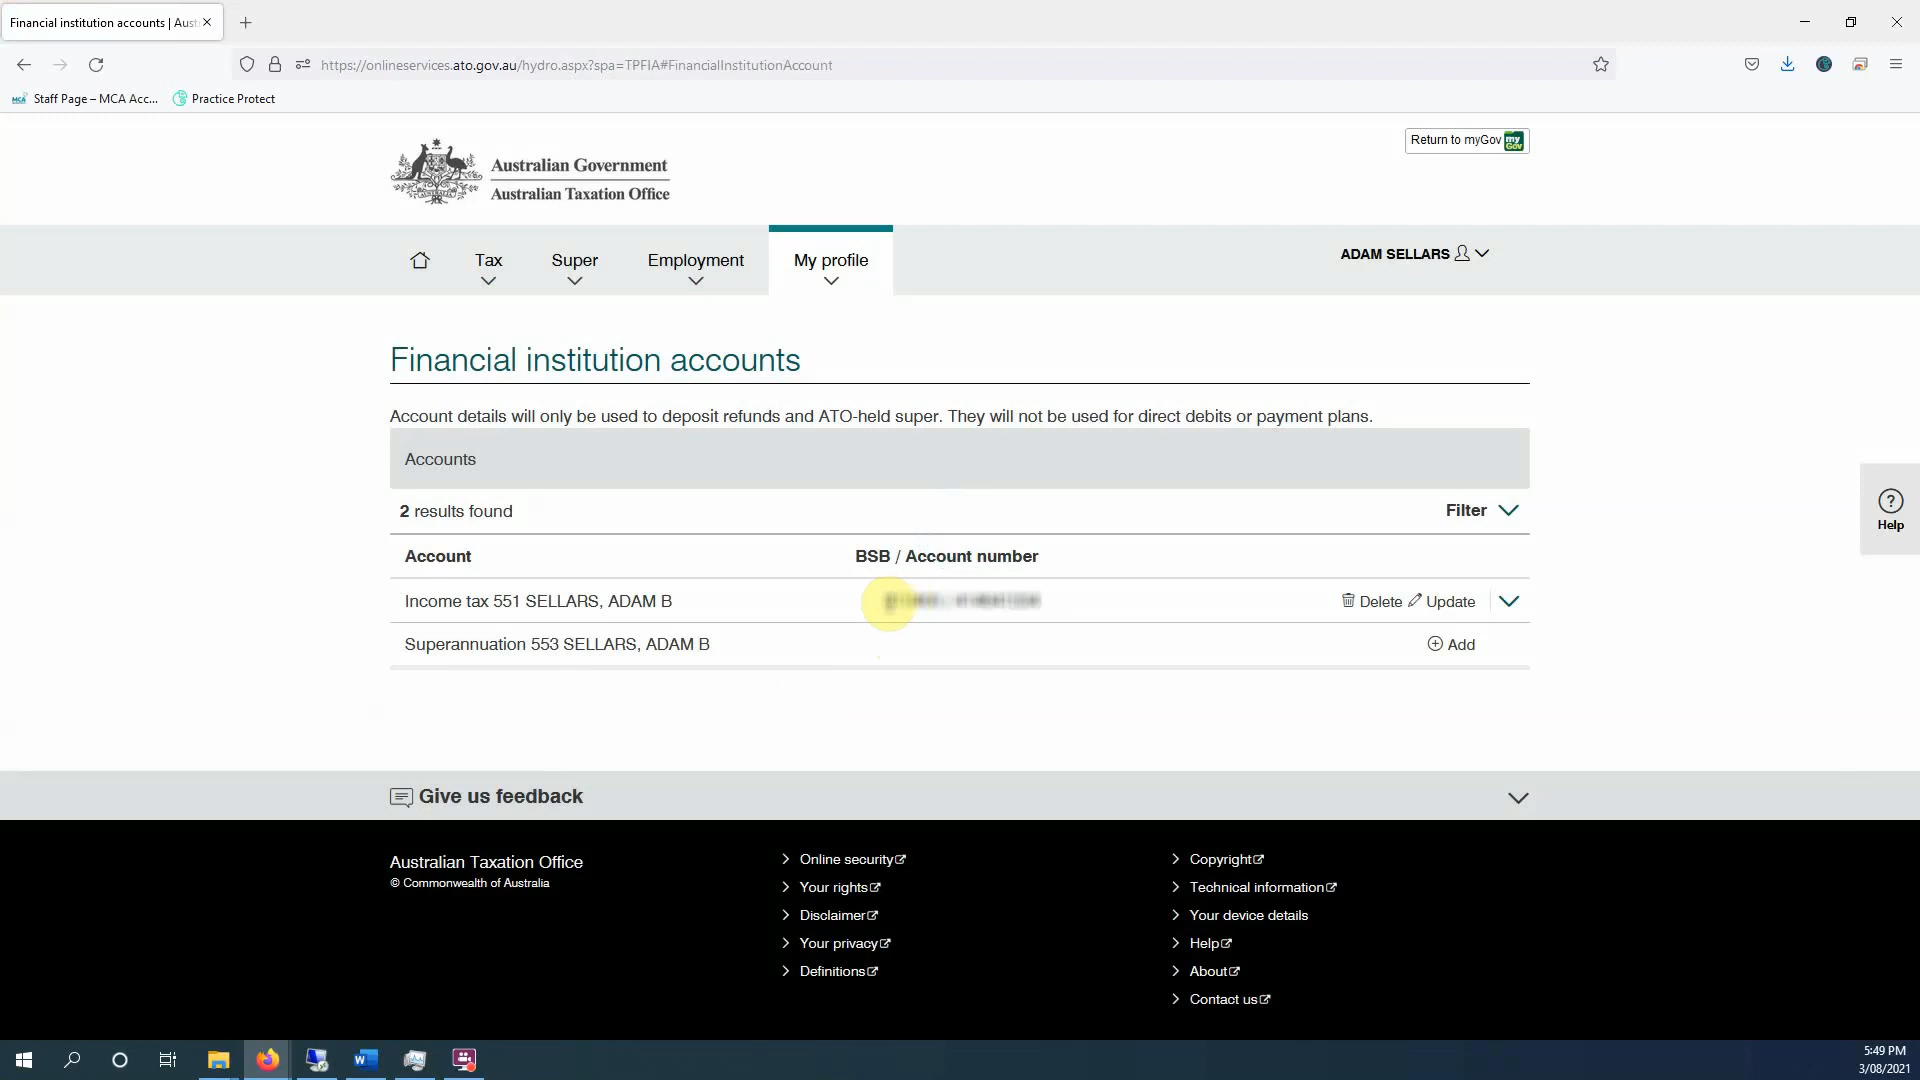 Financial institution accounts | Aust
https://onlineservices.ato.gov.au/hydro.aspx?spa=TPFIA#FinancialInstitutionAccount
MCA Staff Page – MCA Acc...
Practice Protect
Australian Government
Australian Taxation Office
Return to myGov
my Gov
Tax
Super
Employment
My profile
ADAM SELLARS
Financial institution accounts
Account details will only be used to deposit refunds and ATO-held super. They will not be used for direct debits or payment plans.
Accounts
2 results found
Filter
Account
BSB / Account number
Income tax 551 SELLARS, ADAM B
Delete
Update
Superannuation 553 SELLARS, ADAM B
Add
? Help
Give us feedback
Australian Taxation Office
© Commonwealth of Australia
Online security
Your rights
Disclaimer
Your privacy
Definitions
Copyright
Technical information
Your device details
Help
About
Contact us
5:49 PM
3/08/2021